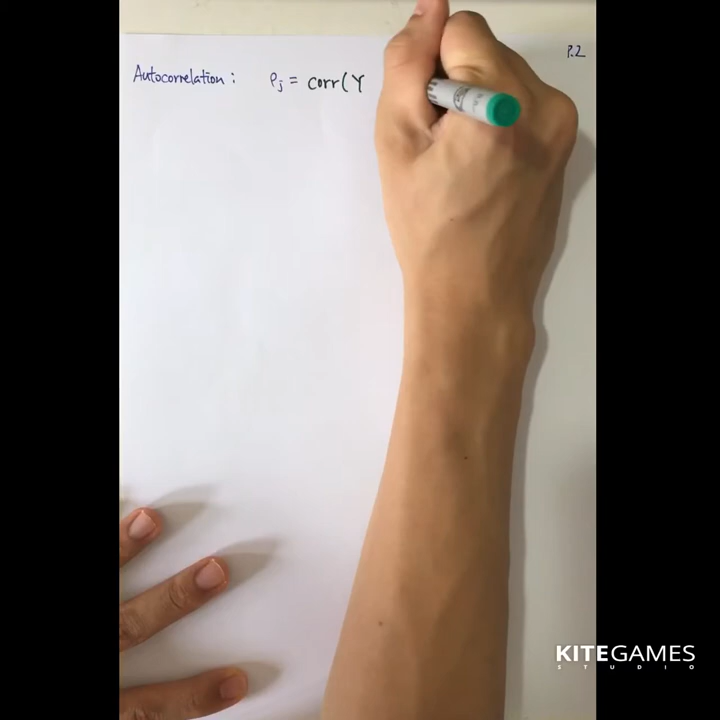 P.2
Autocorrelation : ρj = corr(Y
KITEGAMES
STUDIO